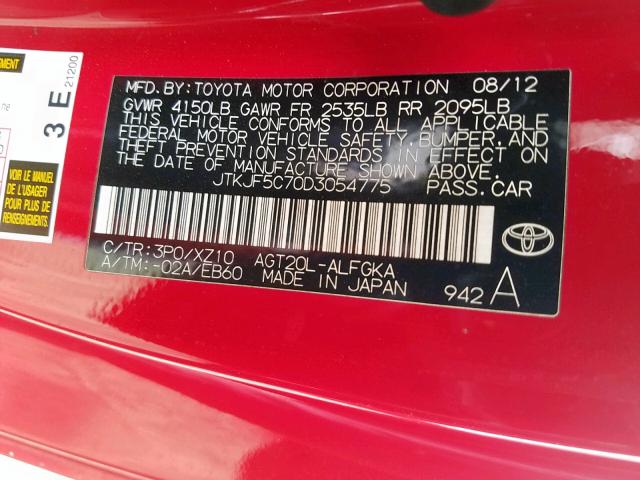 EMENT
ne
3 E
21200
VOIR LE MANUEL
DE L'USAGER
POUR PLUS DE
RENSEIGNEMENTS.
MFD. BY: TOYOTA MOTOR CORPORATION 08/12
GVWR 4150LB GAWR FR 2535LB RR 2095LB
THIS VEHICLE CONFORMS TO ALL APPLICABLE
FEDERAL MOTOR VEHICLE SAFETY, BUMPER, AND
THEFT PREVENTION STANDARDS IN EFFECT ON
THE DATE OF MANUFACTURE SHOWN ABOVE.
JTKJF5C70D3054775 PASS.CAR
C/TR: 3P0/XZ10 AGT20L-ALFGKA
A/TM: -02A/EB60 MADE IN JAPAN
942 A